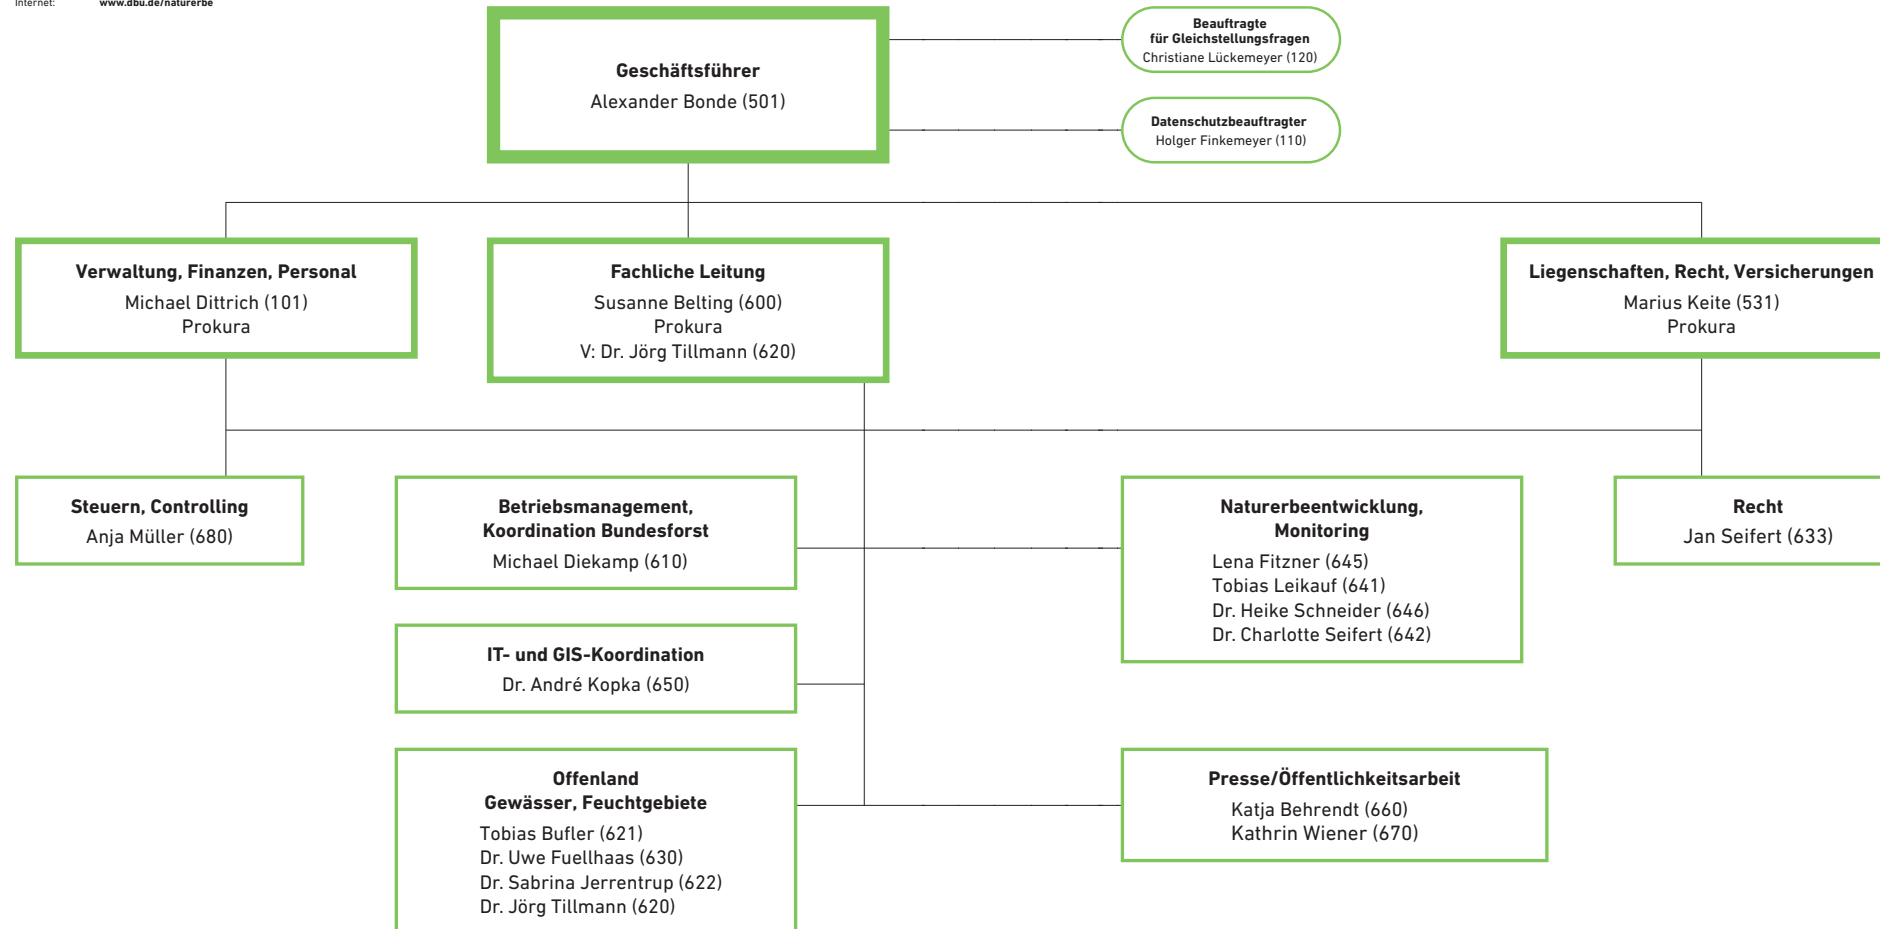 Internet: www.dbu.de/naturerbe
Geschäftsführer
Alexander Bonde (501)
Beauftragte
für Gleichstellungsfragen
Christiane Lückemeyer (120)
Datenschutzbeauftragter
Holger Finkemeyer (110)
Verwaltung, Finanzen, Personal
Michael Dittrich (101)
Prokura
Fachliche Leitung
Susanne Belting (600)
Prokura
V: Dr. Jörg Tillmann (620)
Liegenschaften, Recht, Versicherungen
Marius Keite (531)
Prokura
Steuern, Controlling
Anja Müller (680)
Betriebsmanagement,
Koordination Bundesforst
Michael Diekamp (610)
Naturerbeentwicklung,
Monitoring
Lena Fitzner (645)
Tobias Leikauf (641)
Dr. Heike Schneider (646)
Dr. Charlotte Seifert (642)
Recht
Jan Seifert (633)
IT- und GIS-Koordination
Dr. André Kopka (650)
Offenland
Gewässer, Feuchtgebiete
Tobias Bufler (621)
Dr. Uwe Fuellhaas (630)
Dr. Sabrina Jerrentrup (622)
Dr. Jörg Tillmann (620)
Presse/Öffentlichkeitsarbeit
Katja Behrendt (660)
Kathrin Wiener (670)